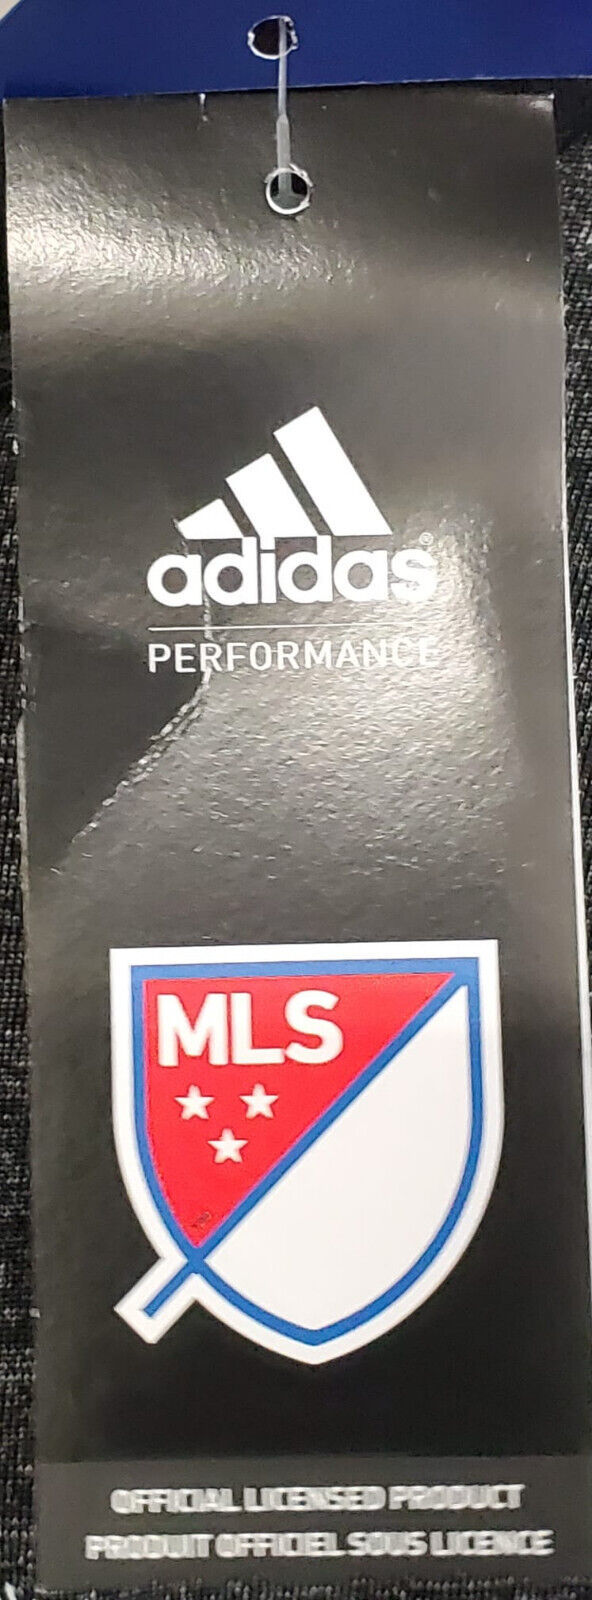 adidas®
PERFORMANCE
MLS
OFFICIAL LICENSED PRODUCT
PRODUIT OFFICIEL SOUS LICENCE